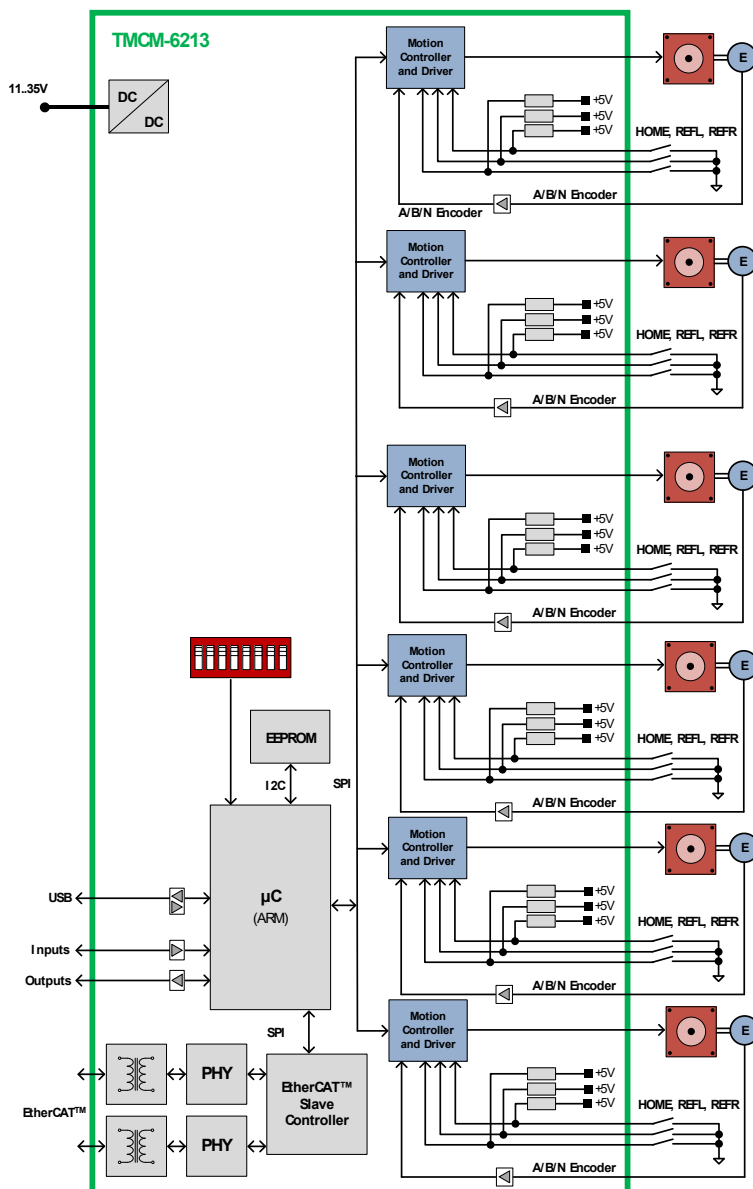 TMCM-6213
11..35V
DC
DC
Motion
Controller
and Driver
E
+5V
+5V
+5V
HOME, REFL, REFR
A/B/N Encoder
A/B/N Encoder
Motion
Controller
and Driver
E
+5V
+5V
+5V
HOME, REFL, REFR
A/B/N Encoder
Motion
Controller
and Driver
E
+5V
+5V
+5V
HOME, REFL, REFR
A/B/N Encoder
Motion
Controller
and Driver
E
+5V
+5V
+5V
HOME, REFL, REFR
A/B/N Encoder
EEPROM
I2C
SPI
µC
(ARM)
USB
Inputs
Outputs
Motion
Controller
and Driver
E
+5V
+5V
+5V
HOME, REFL, REFR
A/B/N Encoder
SPI
PHY
PHY
EtherCAT™
EtherCAT™
Slave
Controller
Motion
Controller
and Driver
E
+5V
+5V
+5V
HOME, REFL, REFR
A/B/N Encoder